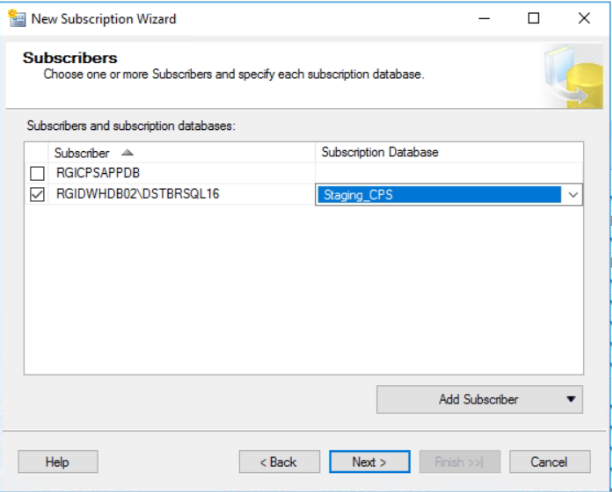 New Subscription Wizard
Subscribers
Choose one or more Subscribers and specify each subscription database.
Subscribers and subscription databases:
Subscriber Subscription Database
RGICPSAPPDB
RGIDWHDB02\DSTBRSQL16 Staging_CPS
Add Subscriber
Help < Back Next > Finish >>| Cancel